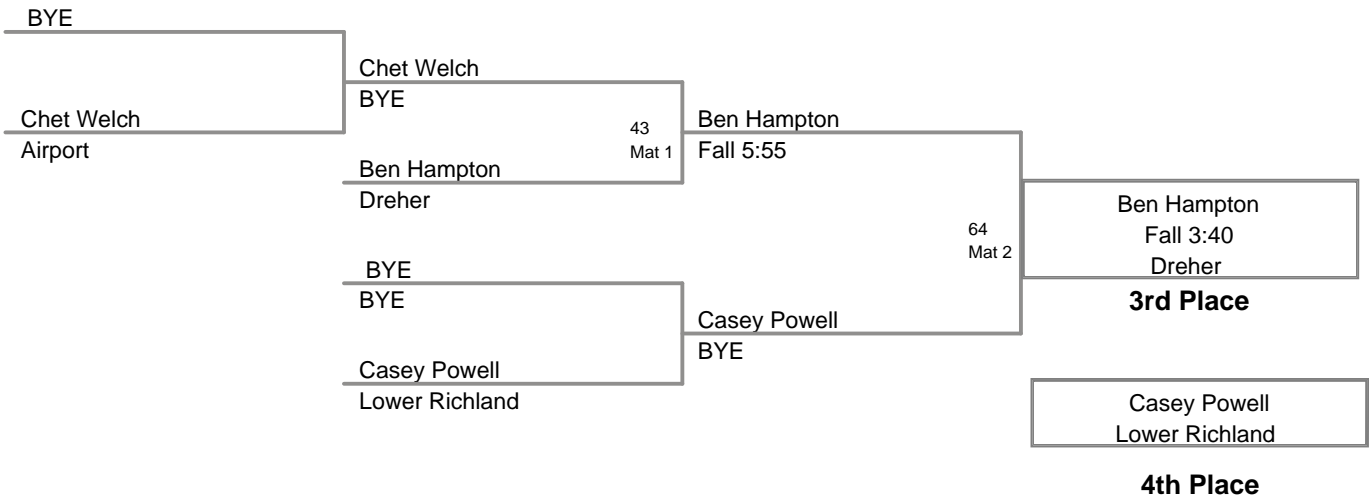 BYE
Chet Welch
Airport
Chet Welch
BYE
43
Mat 1
Ben Hampton
Dreher
BYE
BYE
Casey Powell
Lower Richland
Ben Hampton
Fall 5:55
Casey Powell
BYE
64
Mat 2
Ben Hampton
Fall 3:40
Dreher
3rd Place
Casey Powell
Lower Richland
4th Place